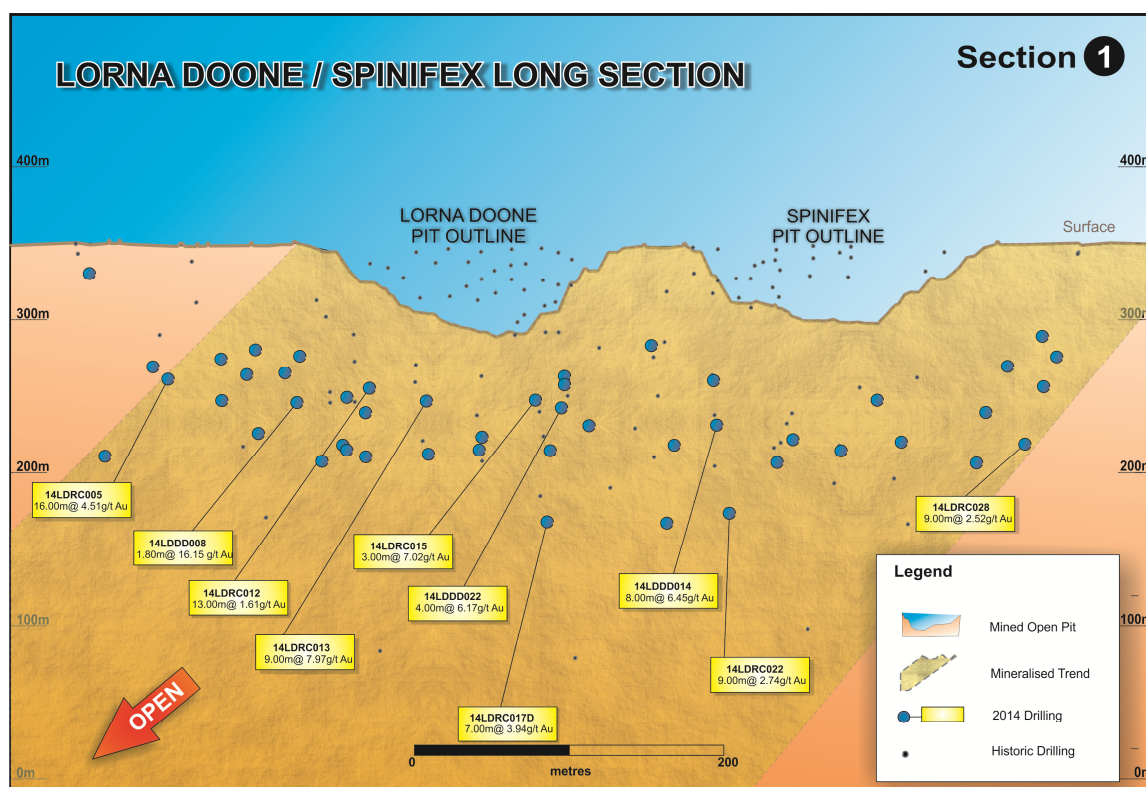 LORNA DOONE / SPINIFEX LONG SECTION
Section 1
400m
400m
LORNA DOONE
PIT OUTLINE
SPINIFEX
PIT OUTLINE
Surface
300m
300m
200m
200m
14LDRC005
16.00m@ 4.51g/t Au
14LDDD008
1.80m@ 16.15 g/t Au
14LDRC012
13.00m@ 1.61g/t Au
14LDRC013
9.00m@ 7.97g/t Au
14LDRC015
3.00m@ 7.02g/t Au
14LDDD022
4.00m@ 6.17g/t Au
14LDRC017D
7.00m@ 3.94g/t Au
14LDDD014
8.00m@ 6.45g/t Au
14LDRC022
9.00m@ 2.74g/t Au
14LDRC028
9.00m@ 2.52g/t Au
100m
100m
OPEN
0m
0m
0
200
metres
Legend
Mined Open Pit
Mineralised Trend
2014 Drilling
Historic Drilling